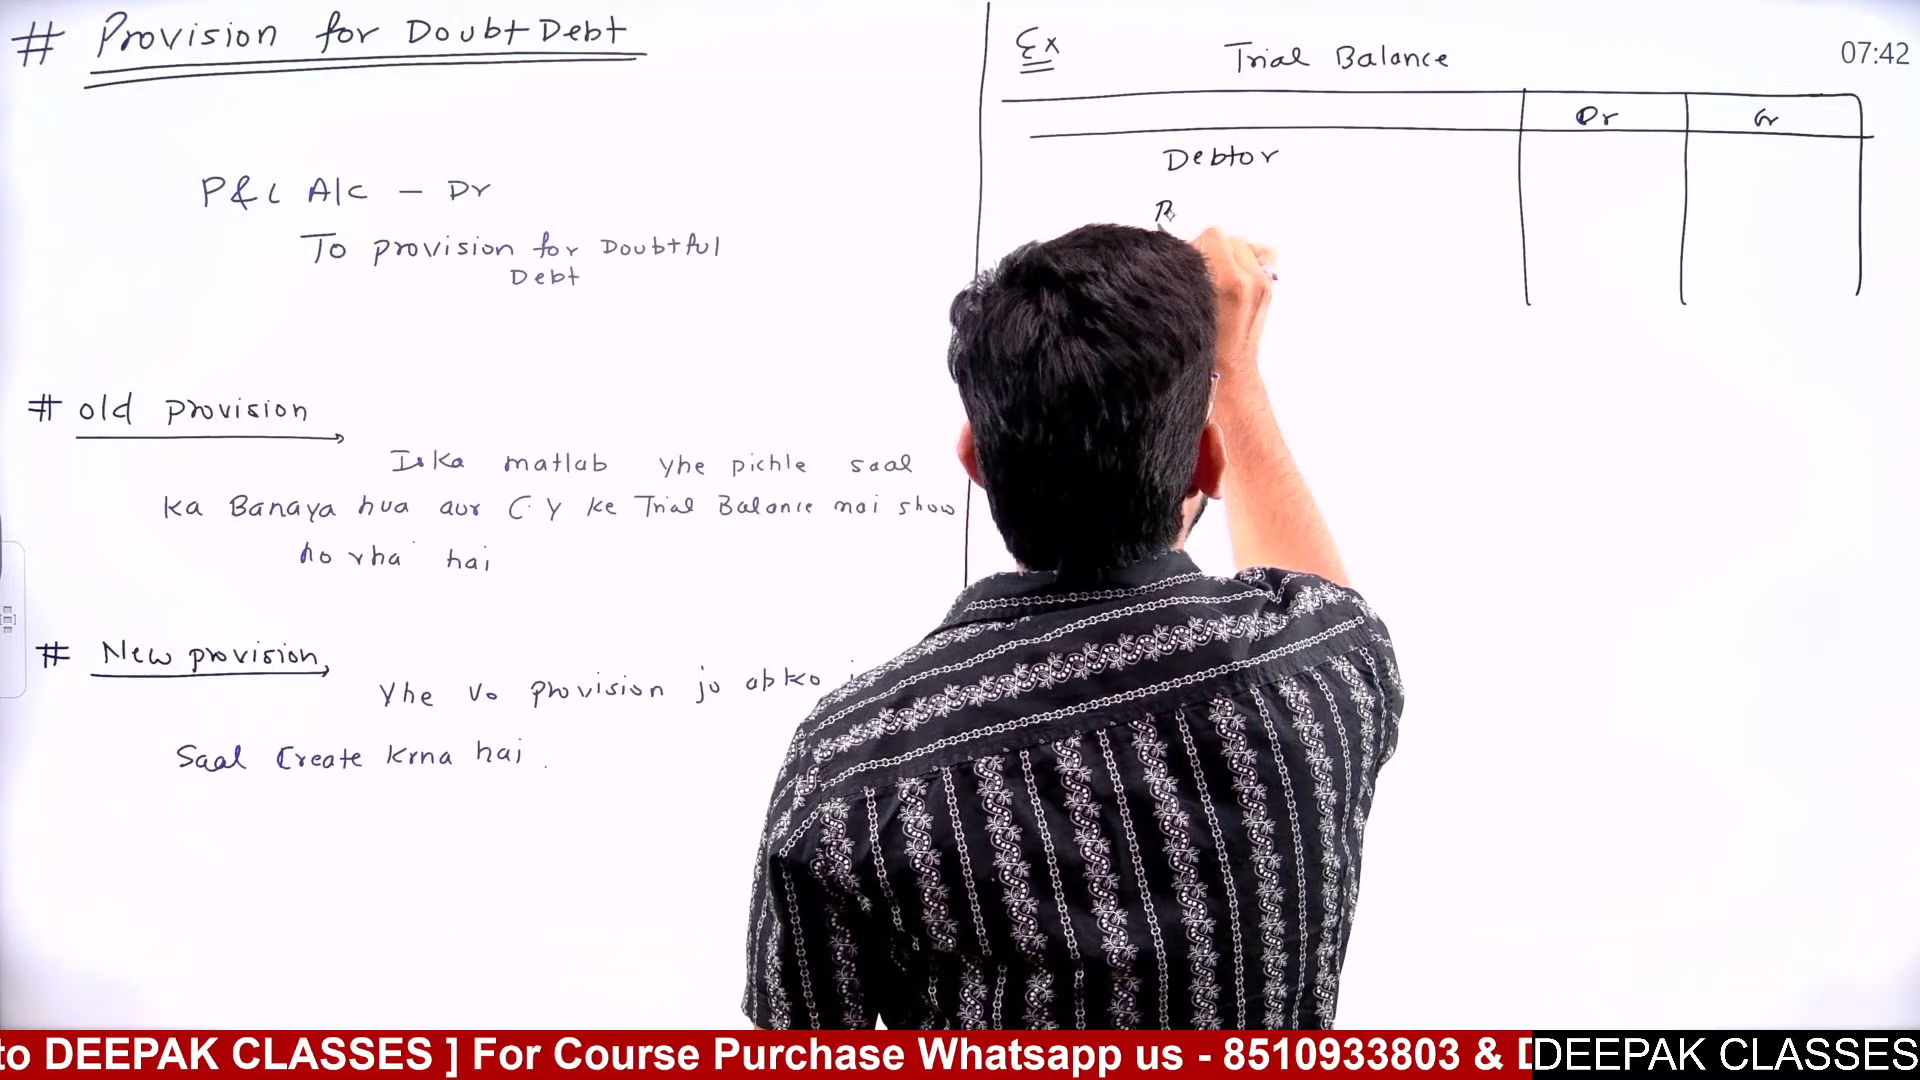 # Provision for Doubt Debt
P&L A/c - Dr
To provision for Doubtful
Debt
# old provision
Iska matlab yhe pichle saal
ka Banaya hua aur C.Y ke Trial Balance mai show
ho rha hai
# New provision
Yhe vo provision jo apko
Saal Create krna hai.
Ex Trial Balance
07:42
Dr Cr
Debtor
to DEEPAK CLASSES ] For Course Purchase Whatsapp us - 8510933803 & D
DEEPAK CLASSES